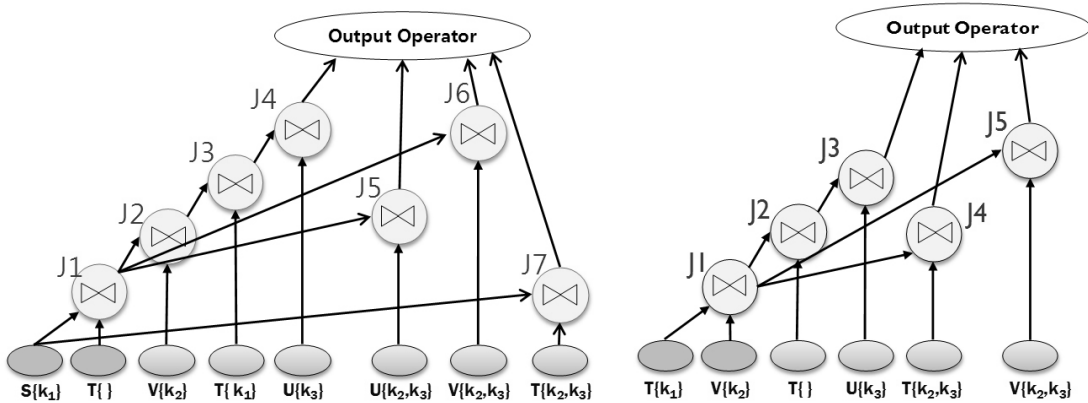 Output Operator
J4
J6
J3
J5
J2
J1
J7
S{k₁}
T{ }
V{k₂}
T{ k₁}
U{k₃}
U{k₂,k₃}
V{k₂,k₃}
T{k₂,k₃}
Output Operator
J5
J3
J2
J4
J1
T{k₁}
V{k₂}
T{ }
U{k₃}
T{k₂,k₃}
V{k₂,k₃}